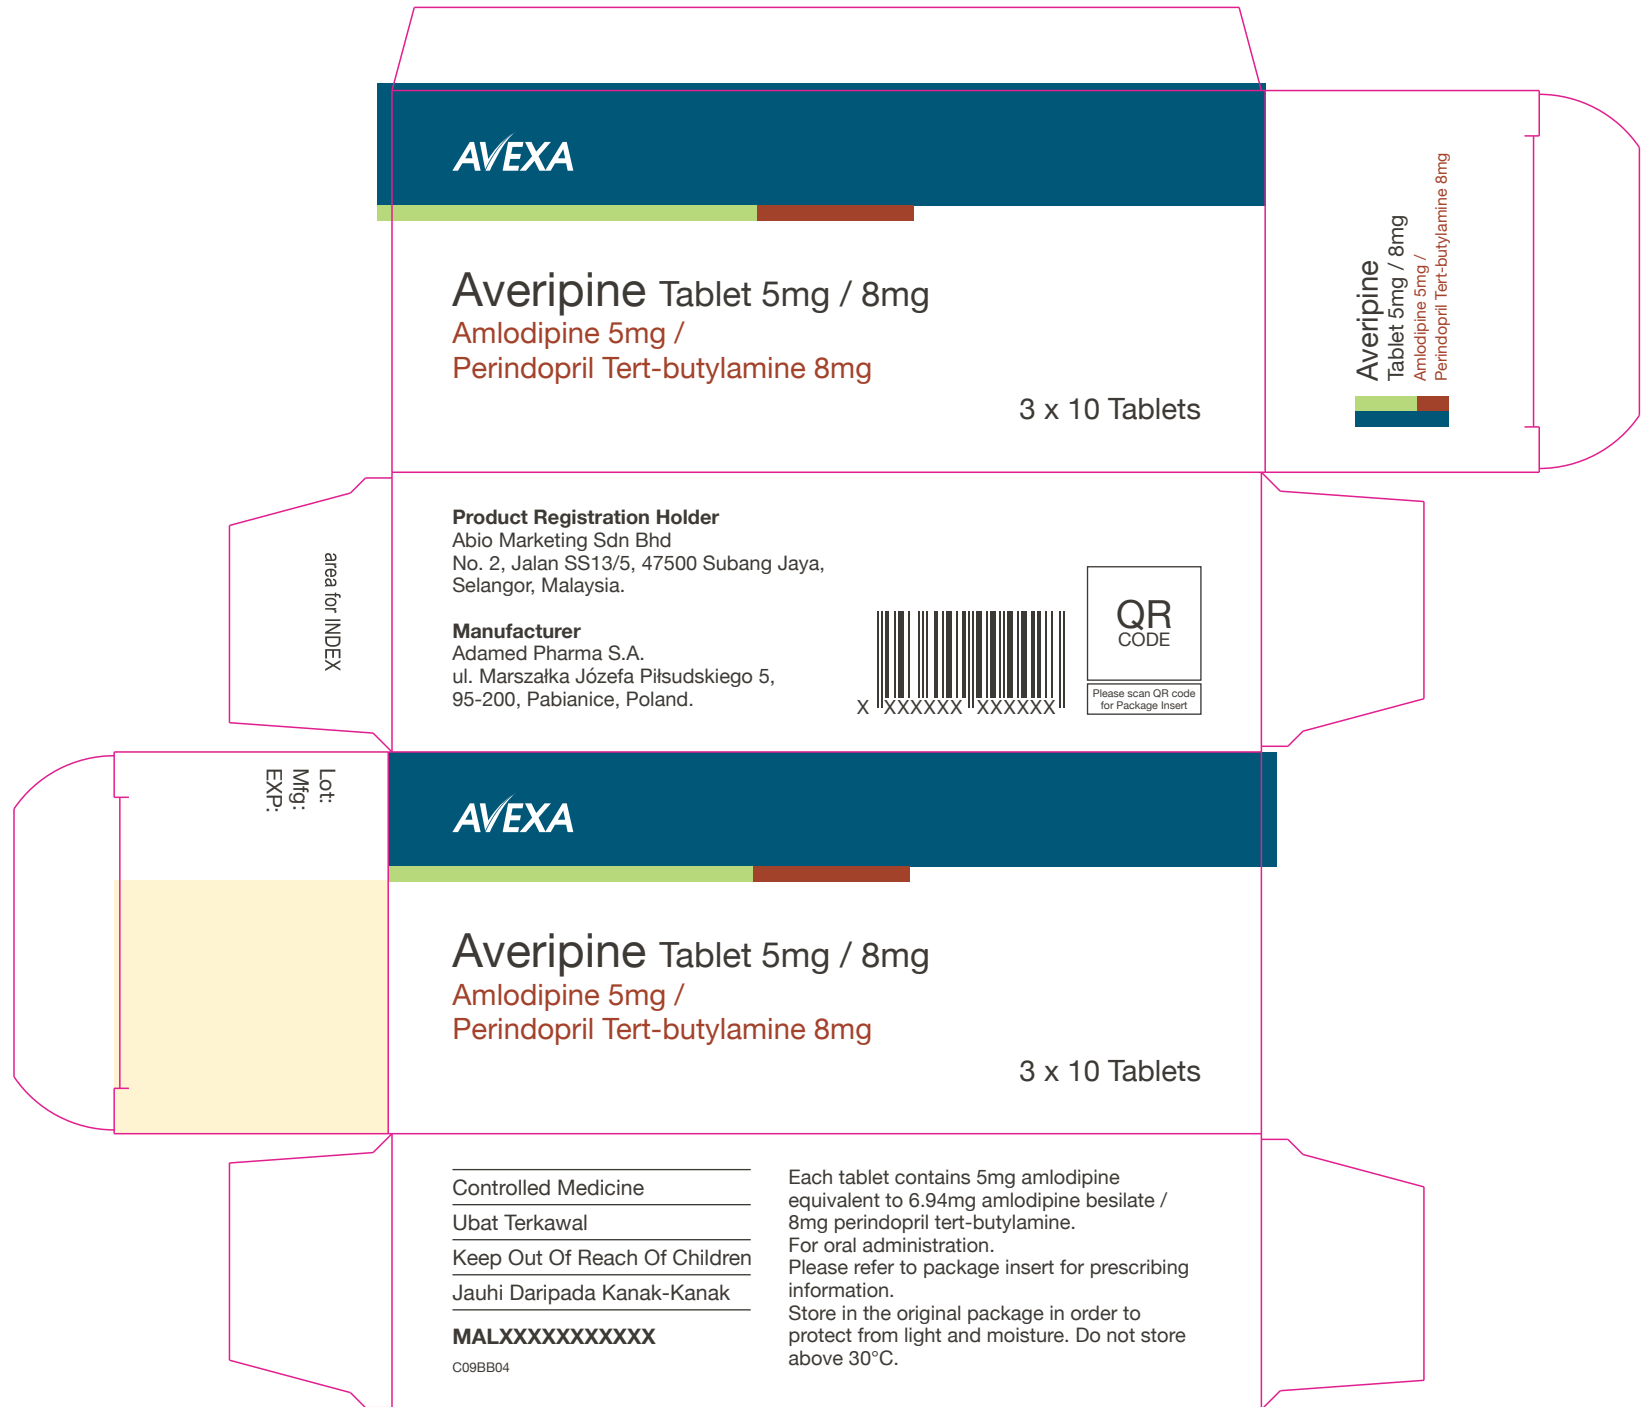 AVEXA
Averipine Tablet 5mg / 8mg
Amlodipine 5mg /
Perindopril Tert-butylamine 8mg
3 x 10 Tablets
Averipine
Tablet 5mg / 8mg
Amlodipine 5mg /
Perindopril Tert-butylamine 8mg
area for INDEX
Product Registration Holder
Abio Marketing Sdn Bhd
No. 2, Jalan SS13/5, 47500 Subang Jaya,
Selangor, Malaysia.
Manufacturer
Adamed Pharma S.A.
ul. Marszałka Józefa Piłsudskiego 5,
95-200, Pabianice, Poland.
X XXXXXX XXXXXX
QR
CODE
Please scan QR code
for Package Insert
Lot:
Mfg:
EXP:
AVEXA
Averipine Tablet 5mg / 8mg
Amlodipine 5mg /
Perindopril Tert-butylamine 8mg
3 x 10 Tablets
Controlled Medicine
Ubat Terkawal
Keep Out Of Reach Of Children
Jauhi Daripada Kanak-Kanak
MALXXXXXXXXXXX
C09BB04
Each tablet contains 5mg amlodipine
equivalent to 6.94mg amlodipine besilate /
8mg perindopril tert-butylamine.
For oral administration.
Please refer to package insert for prescribing
information.
Store in the original package in order to
protect from light and moisture. Do not store
above 30°C.